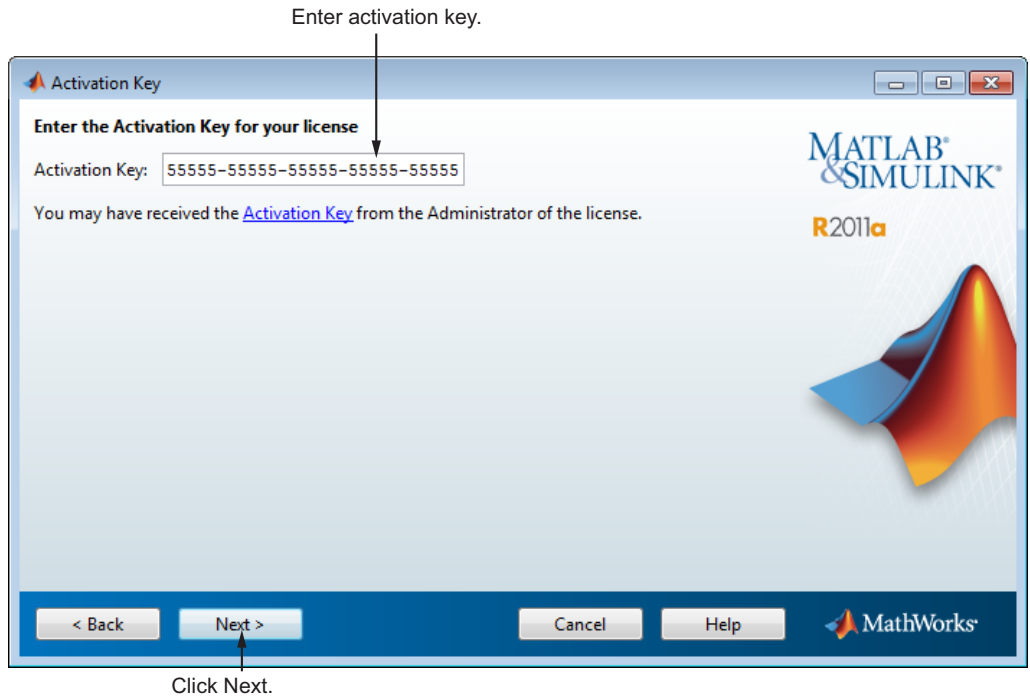 Enter activation key.
Activation Key
Enter the Activation Key for your license
Activation Key: 55555-55555-55555-55555-55555
You may have received the Activation Key from the Administrator of the license.
MATLAB®
&SIMULINK®
R2011a
< Back Next > Cancel Help MathWorks®
Click Next.